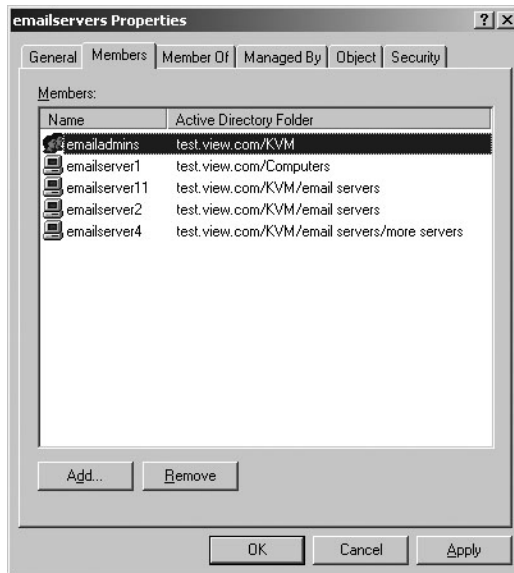 emailservers Properties
General Members Member Of Managed By Object Security
Members:
Name Active Directory Folder
emailadmins test.view.com/KVM
emailserver1 test.view.com/Computers
emailserver11 test.view.com/KVM/email servers
emailserver2 test.view.com/KVM/email servers
emailserver4 test.view.com/KVM/email servers/more servers
Add... Remove
OK Cancel Apply